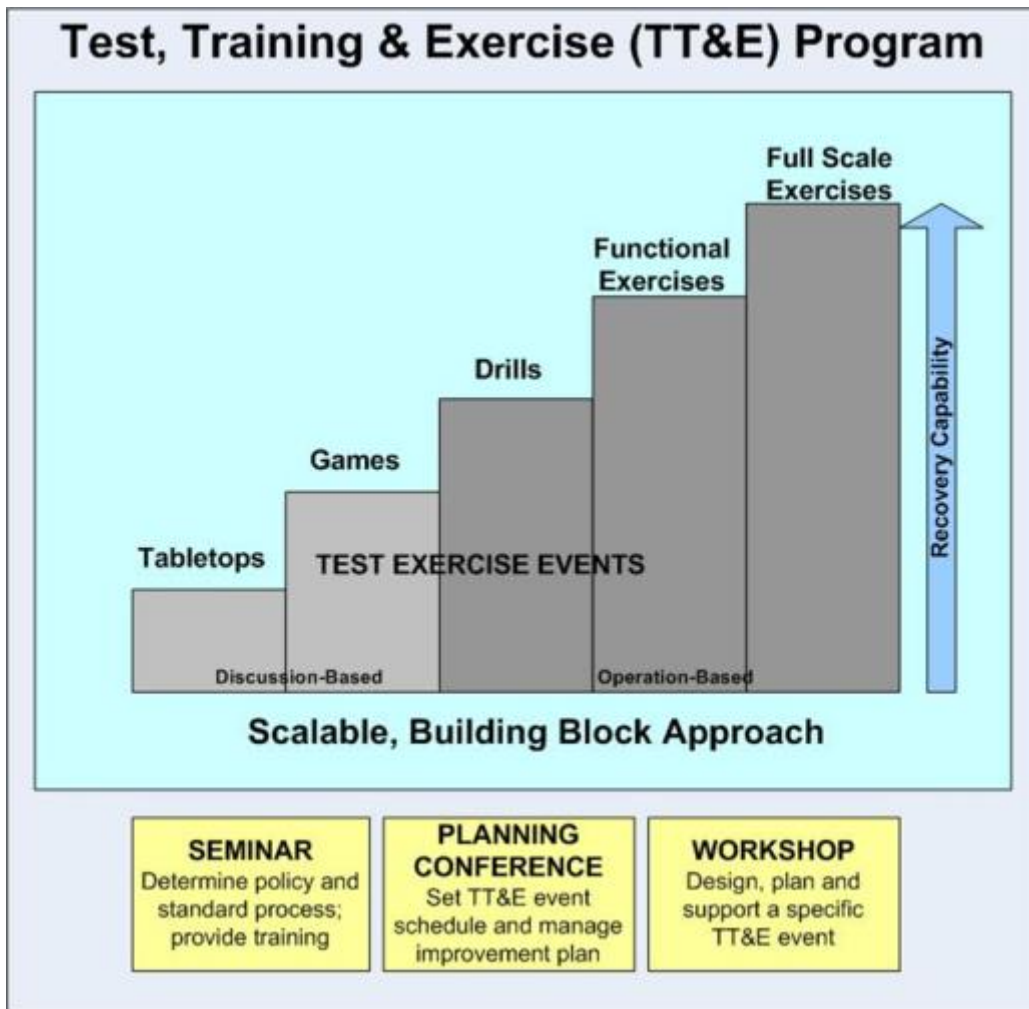 Test, Training & Exercise (TT&E) Program
Full Scale
Exercises
Functional
Exercises
Drills
Games
Tabletops
TEST EXERCISE EVENTS
Recovery Capability
Discussion-Based
Operation-Based
Scalable, Building Block Approach
SEMINAR
Determine policy and
standard process;
provide training
PLANNING
CONFERENCE
Set TT&E event
schedule and manage
improvement plan
WORKSHOP
Design, plan and
support a specific
TT&E event